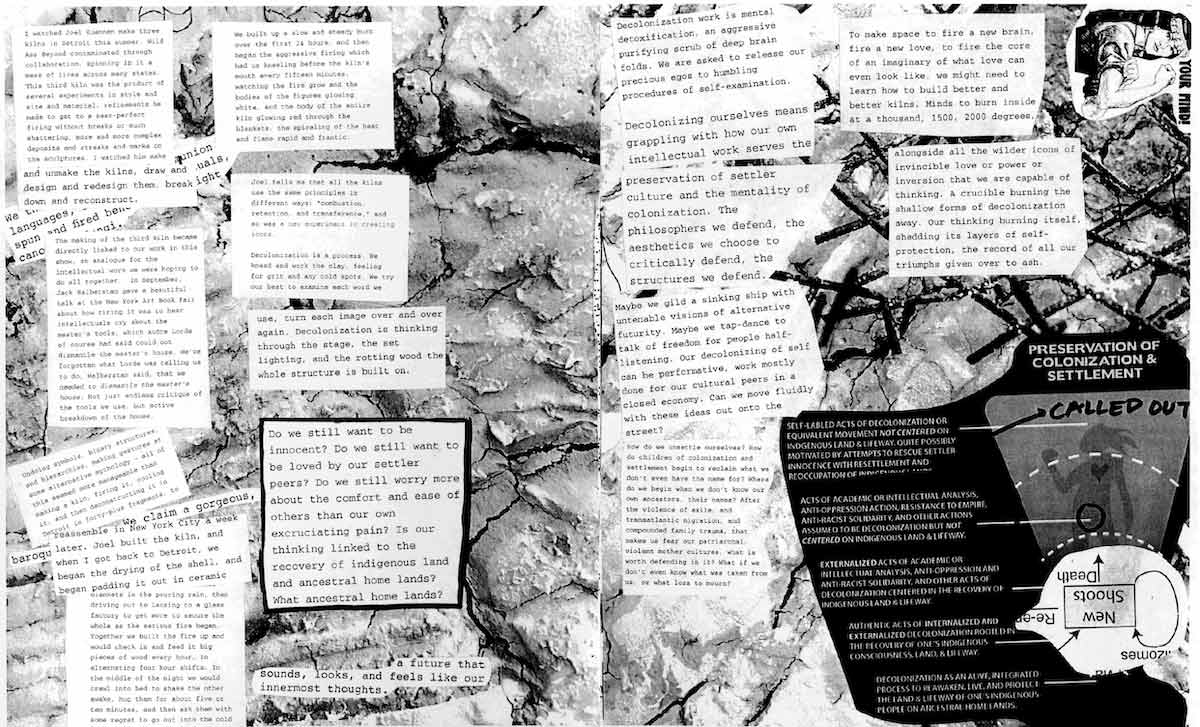 I watched Joel Kuennen make three
kilns in Detroit this summer. Wild
Ass Beyond contaminated through
collaboration. Spinning in a
mess of lives across many states.
This third kiln was the product of
several experiments in style and
site and material, refinements he
made to get to a near-perfect
firing without breaks or much
shattering, more and more complex
deposits and streaks and marks on
the sculptures. I watched him make
and unmake the kilns, draw and
design and redesign them, break
down and reconstruct.
union
uals,
ight
languages,
spun and fired
The making of the third kiln became
directly linked to our work in this
show, an analogue for the
intellectual work we were hoping to
do all together. In September,
Jack Halberstam gave a beautiful
talk at the New York Art Book Fair
about how tiring it was to hear
intellectuals cry about the
master's tools, which Audre Lorde
of course had said could not
dismantle the master's house. We've
forgotten what Lorde was telling us
to do, Halberstam said, that we
needed to dismantle the master's
house. Not just endless critique of
the tools we use, but active
breakdown of the house.
Undoing symbols, binary structures,
and hierarchies, making gestures at
some alternative mythology - all of
this seemed more manageable than
making a kiln, firing it, cooling
it, and then deconstructing it in
Detroit in forty-five fragments, to
we claim a gorgeous,
baroque
reassemble in New York City a week
later. Joel built the kiln, and
when I got back to Detroit, we
began the drying of the shell, and
began padding it out in ceramic
blankets in the pouring rain, then
driving out to Lansing to a glass
factory to get more to secure the
whole as the serious fire began.
Together we built the fire up and
would check in and feed it big
pieces of wood every hour, in
alternating four hour shifts. In
the middle of the night we would
crawl into bed to shake the other
awake, hug them for about five or
ten minutes, and then ask them with
some regret to go out into the cold
We built up a slow and steady burn
over the first 24 hours, and then
began the aggressive firing which
had us kneeling before the kiln's
mouth every fifteen minutes,
watching the fire grow and the
bodies of the figures glowing
white, and the body of the entire
kiln glowing red through the
blankets, the spiraling of the heat
and flame rapid and frantic.
Joel tells me that all the kilns
use the same principles in
different ways: "combustion,
retention, and transference," and
so was a new experiment in creating
icons.
Decolonization is a process. We
knead and work the clay, feeling
for grit and any cold spots. We try
our best to examine each word we
use, turn each image over and over
again. Decolonization is thinking
through the stage, the set
lighting, and the rotting wood the
whole structure is built on.
Do we still want to be
innocent? Do we still want to
be loved by our settler
peers? Do we still worry more
about the comfort and ease of
others than our own
excruciating pain? Is our
thinking linked to the
recovery of indigenous land
and ancestral home lands?
What ancestral home lands?
a future that
sounds, looks, and feels like our
innermost thoughts.
Decolonization work is mental
detoxification, an aggressive
purifying scrub of deep brain
folds. We are asked to release our
precious egos to humbling
procedures of self-examination.
Decolonizing ourselves means
grappling with how our own
intellectual work serves the
preservation of settler
culture and the mentality of
colonization. The
philosophers we defend, the
aesthetics we choose to
critically defend, the
structures we defend.
Maybe we gild a sinking ship with
untenable visions of alternative
futurity. Maybe we tap-dance to
talk of freedom for people half-
listening. Our decolonizing of self
can be performative, work mostly
done for our cultural peers in a
closed economy. Can we move fluidly
with these ideas out onto the
street?
How do we unsettle ourselves? How
do children of colonization and
settlement begin to reclaim what we
don't even have the name for? Where
do we begin when we don't know our
own ancestors, their names? After
the violence of exile, and
transatlantic migration, and
compounded family trauma, that
makes us fear our patriarchal,
violent mother cultures, what is
worth defending in it? What if we
don't even know what was taken from
us, or what loss to mourn?
To make space to fire a new brain,
fire a new love, to fire the core
of an imaginary of what love can
even look like, we might need to
learn how to build better and
better kilns. Minds to burn inside
at a thousand, 1500, 2000 degrees,
YOUR MIND!
alongside all the wilder icons of
invincible love or power or
inversion that we are capable of
thinking. A crucible burning the
shallow forms of decolonization
away. Our thinking burning itself,
shedding its layers of self-
protection, the record of all our
triumphs given over to ash.
PRESERVATION OF
COLONIZATION &
SETTLEMENT
CALLED OUT
SELF-LABLED ACTS OF DECOLONIZATION OR
EQUIVALENT MOVEMENT NOT CENTERED ON
INDIGENOUS LAND & LIFEWAY. QUITE POSSIBLY
MOTIVATED BY ATTEMPTS TO RESCUE SETTLER
INNOCENCE WITH RESETTLEMENT AND
REOCCUPATION OF INDIGENOUS LAND
ACTS OF ACADEMIC OR INTELLECTUAL ANALYSIS,
ANTI-OPPRESSION ACTION, RESISTANCE TO EMPIRE,
ANTI-RACIST SOLIDARITY, AND OTHER ACTIONS
ASSUMED TO BE DECOLONIZATION BUT NOT
CENTERED ON INDIGENOUS LAND & LIFEWAY.
EXTERNALIZED ACTS OF ACADEMIC OR
INTELLECTUAL ANALYSIS, ANTI-OPPRESSION AND
ANTI-RACIST SOLIDARITY, AND OTHER ACTS OF
DECOLONIZATION CENTERED IN THE RECOVERY OF
INDIGENOUS LAND & LIFEWAY.
AUTHENTIC ACTS OF INTERNALIZED AND
EXTERNALIZED DECOLONIZATION ROOTED IN
THE RECOVERY OF ONE'S INDIGENOUS
CONSCIOUSNESS, LAND, & LIFEWAY.
DECOLONIZATION AS AN ALIVE, INTEGRATED
PROCESS TO REAWAKEN, LIVE, AND PROTECT
THE LAND & LIFEWAY OF ONE'S INDIGENOUS
PEOPLE ON ANCESTRAL HOME LANDS.
Death
New
Shoots
Re-e
izomes